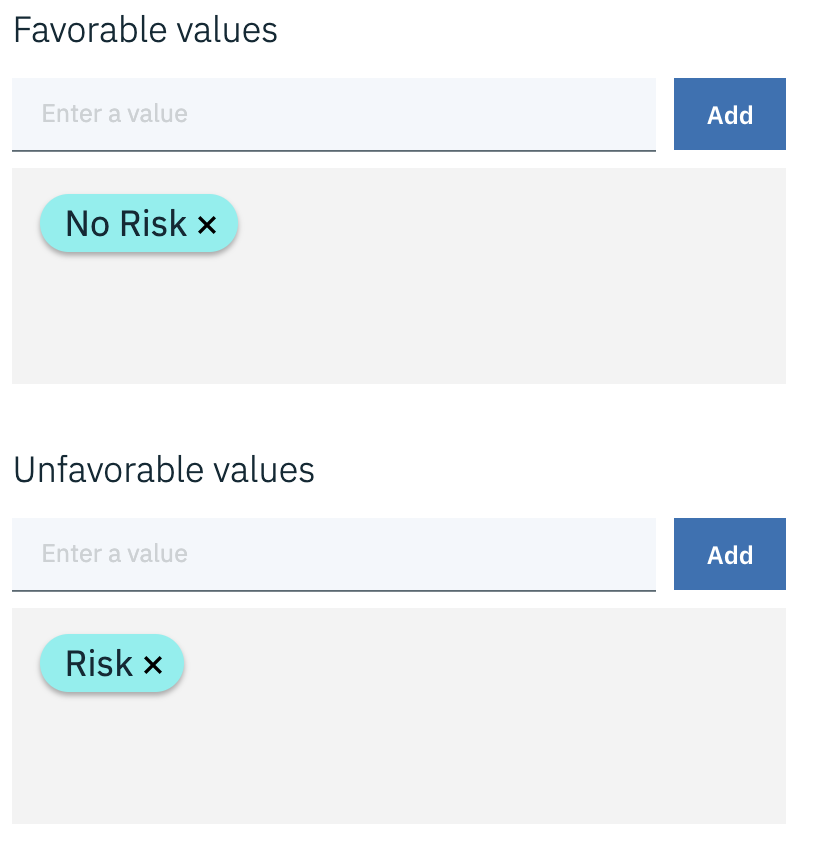 Favorable values
Enter a value
Add
No Risk ×
Unfavorable values
Enter a value
Add
Risk ×